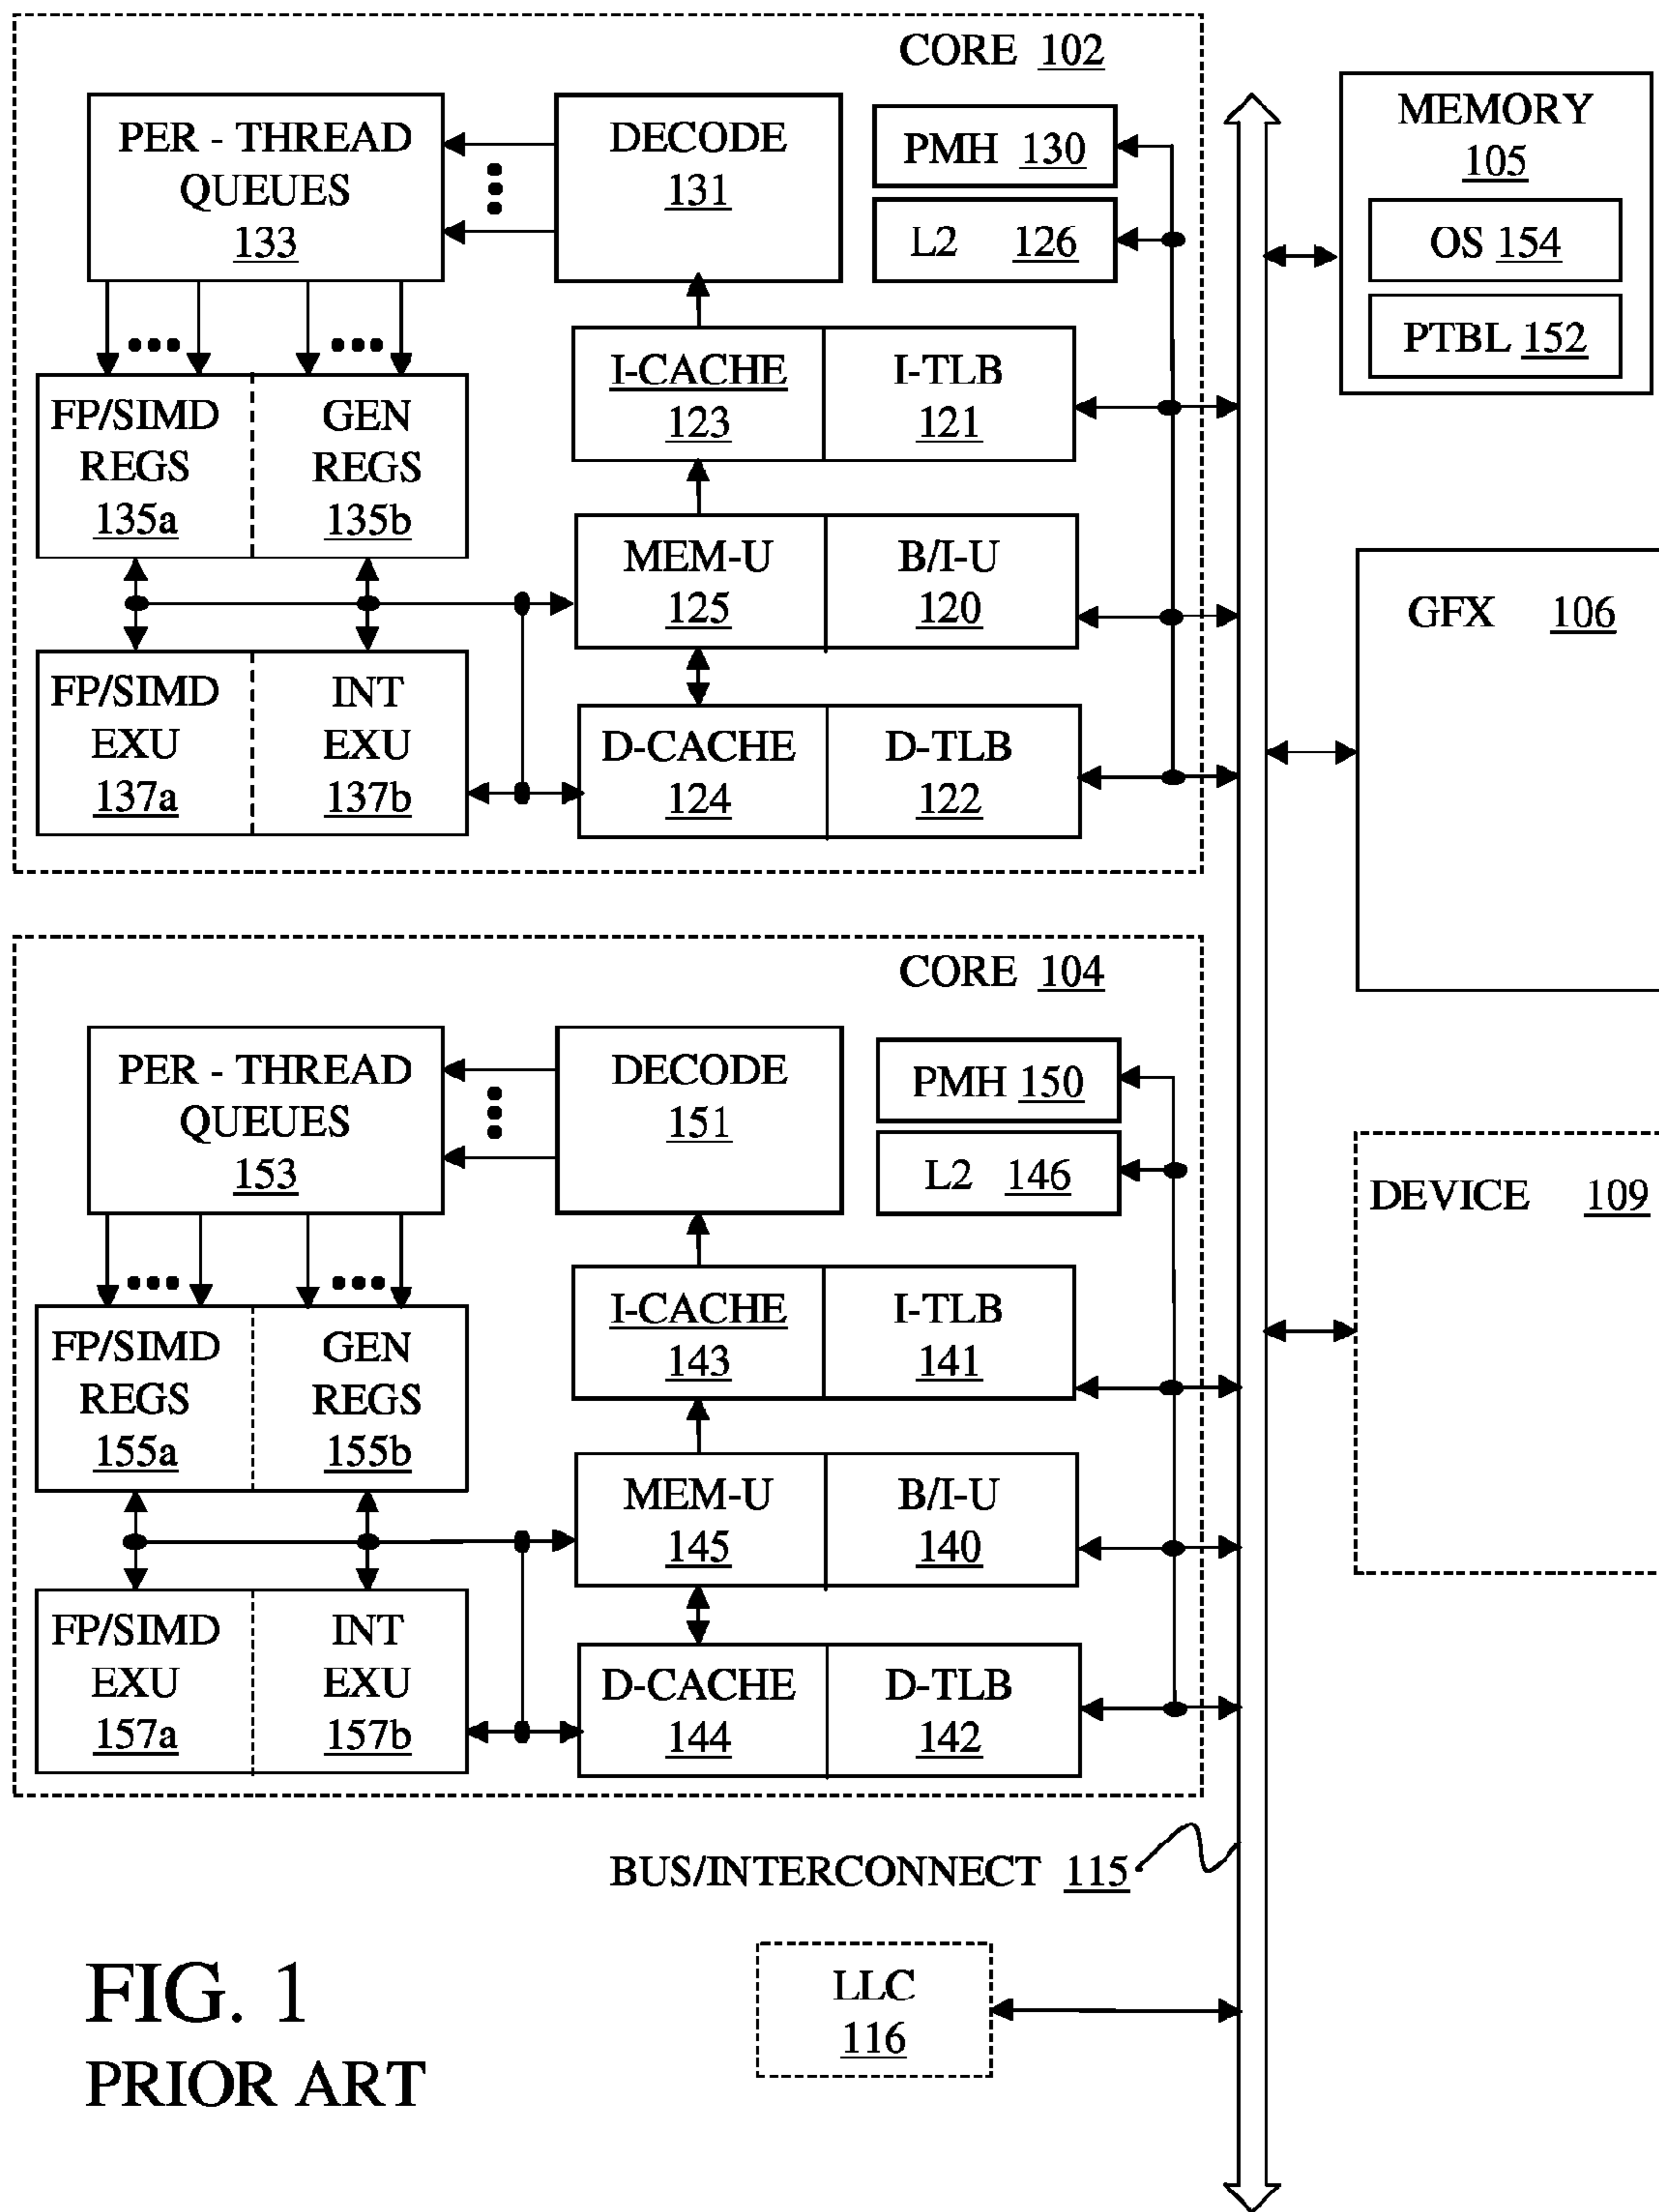 CORE 102
PER - THREAD
QUEUES
133
DECODE
131
PMH 130
L2 126
I-CACHE
123
I-TLB
121
FP/SIMD
REGS
135a
GEN
REGS
135b
MEM-U
125
B/I-U
120
FP/SIMD
EXU
137a
INT
EXU
137b
D-CACHE
124
D-TLB
122
MEMORY
105
OS 154
PTBL 152
GFX 106
CORE 104
PER - THREAD
QUEUES
153
DECODE
151
PMH 150
L2 146
I-CACHE
143
I-TLB
141
FP/SIMD
REGS
155a
GEN
REGS
155b
MEM-U
145
B/I-U
140
FP/SIMD
EXU
157a
INT
EXU
157b
D-CACHE
144
D-TLB
142
DEVICE 109
BUS/INTERCONNECT 115
LLC
116
FIG. 1
PRIOR ART